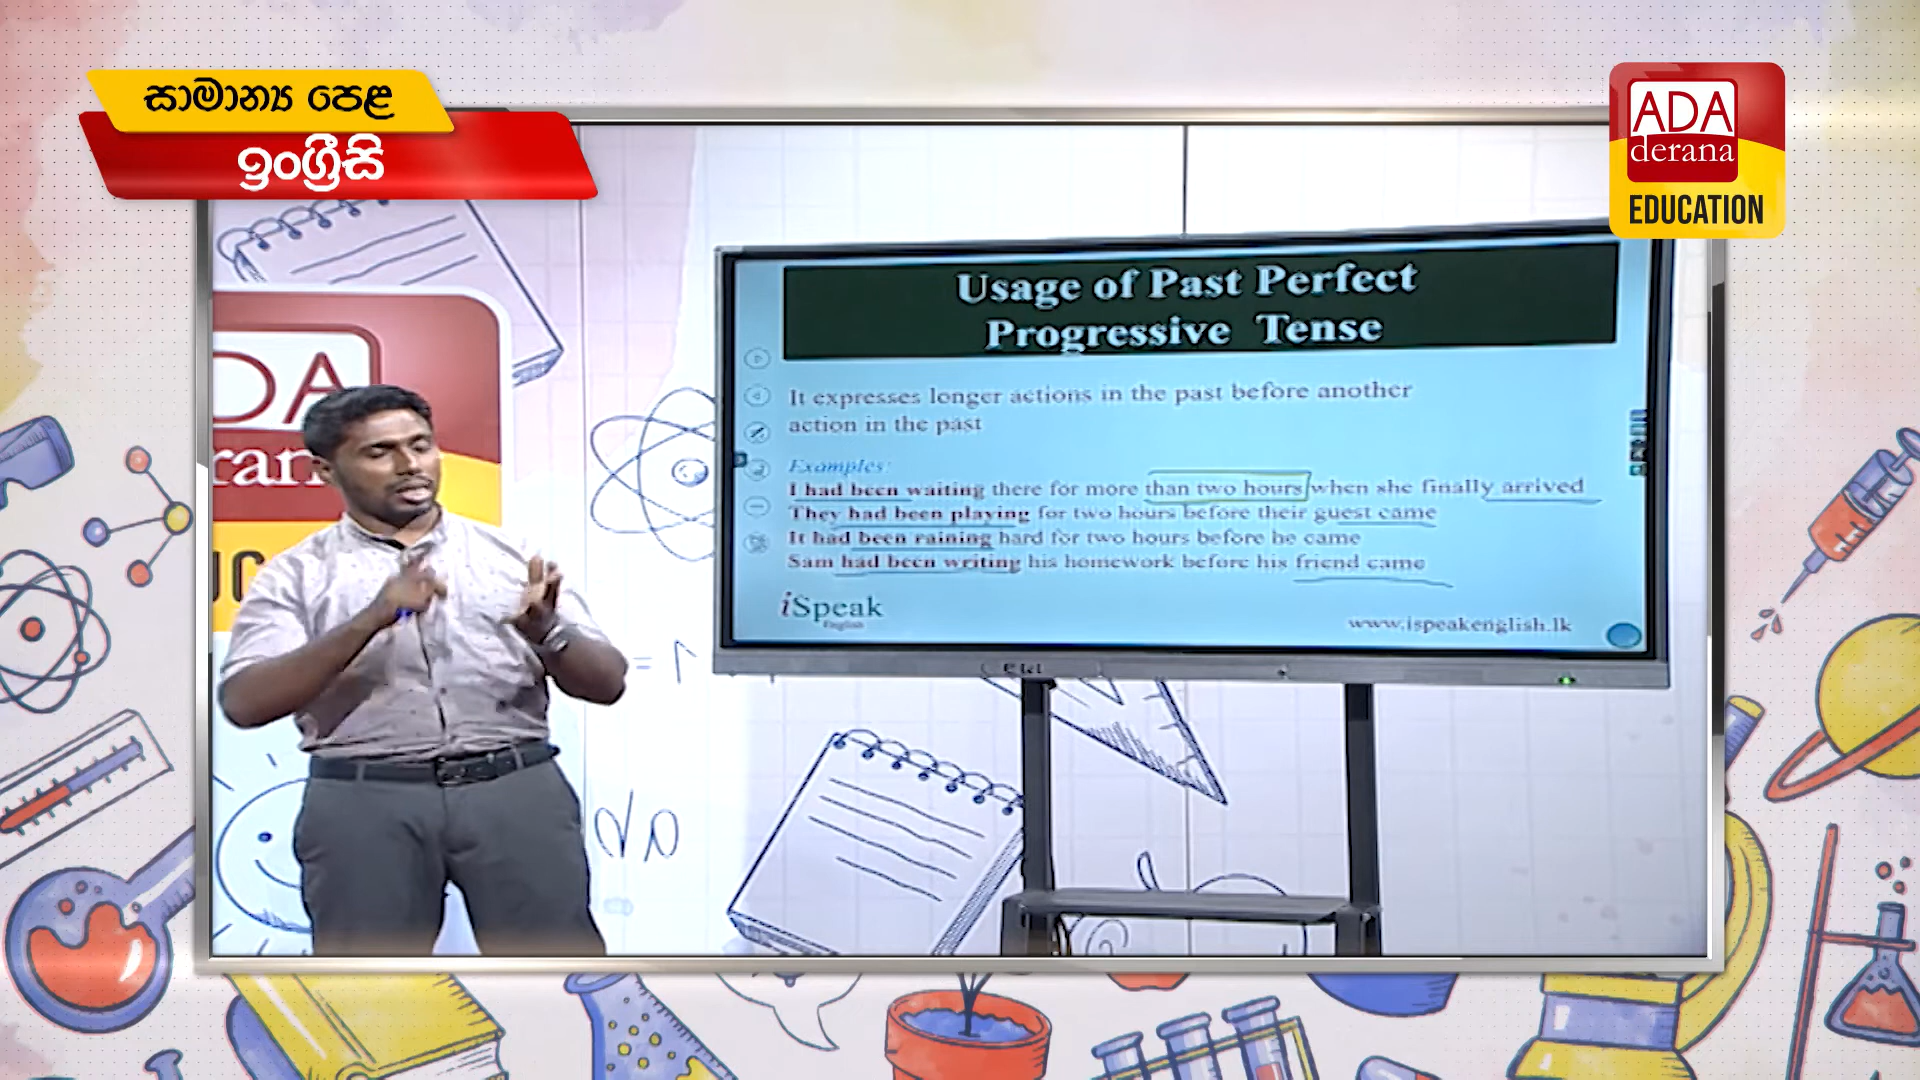 සාමාන්‍ය පෙළ
ඉංග්‍රීසි
ADA
derana
EDUCATION
Usage of Past Perfect
Progressive Tense
It expresses longer actions in the past before another
action in the past
Examples:
I had been waiting there for more than two hours when she finally arrived
They had been playing for two hours before their guest came
It had been raining hard for two hours before he came
Sam had been writing his homework before his friend came
iSpeak
English
www.ispeakenglish.lk